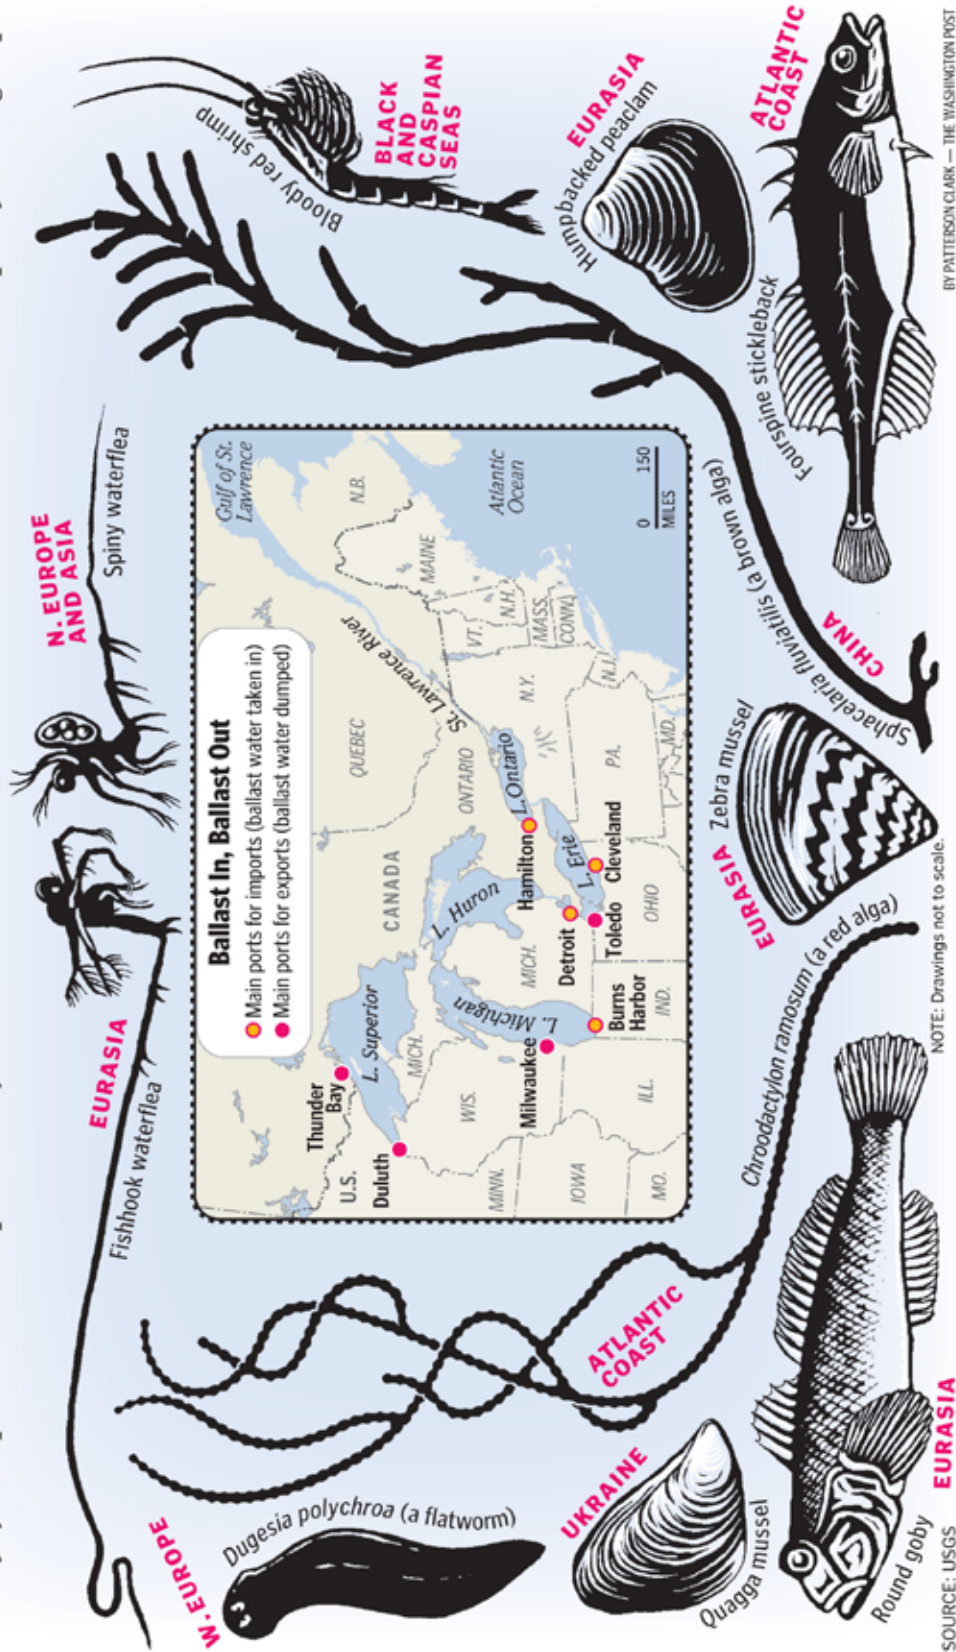 N. EUROPE
AND ASIA
Spiny waterflea
EURASIA
Fishhook waterflea
Bloody red shrimp
BLACK
AND
CASPIAN
SEAS
W. EUROPE
Dugesia polychroa (a flatworm)
Ballast In, Ballast Out
Main ports for imports (ballast water taken in)
Main ports for exports (ballast water dumped)
Gulf of St.
Lawrence
Thunder
Bay
U.S.
Duluth
L. Superior
CANADA
QUEBEC
St. Lawrence River
N.B.
MAINE
MICH.
L. Huron
ONTARIO
VT.
N.H.
MASS.
CONN.
Atlantic
Ocean
MINN.
WIS.
L. Michigan
MICH.
Milwaukee
Hamilton
L. Ontario
N.Y.
Detroit
L. Erie
IOWA
Burns
Harbor
Toledo
Cleveland
PA.
N.J.
MO.
ILL.
IND.
OHIO
MD.
0 150
MILES
EURASIA
Humpbacked peaclam
UKRAINE
Quagga mussel
ATLANTIC
COAST
Chroodactylon ramosum (a red alga)
EURASIA
Zebra mussel
CHINA
Sphacelaria fluviatilis (a brown alga)
Fourspine stickleback
ATLANTIC
COAST
Round goby
EURASIA
SOURCE: USGS
NOTE: Drawings not to scale.
BY PATTERSON CLARK — THE WASHINGTON POST